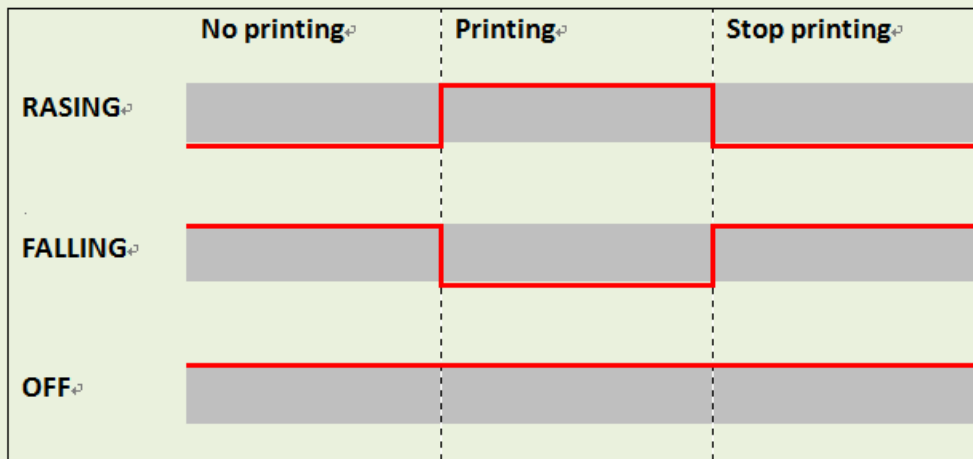 No printing Printing Stop printing
RASING
FALLING
OFF